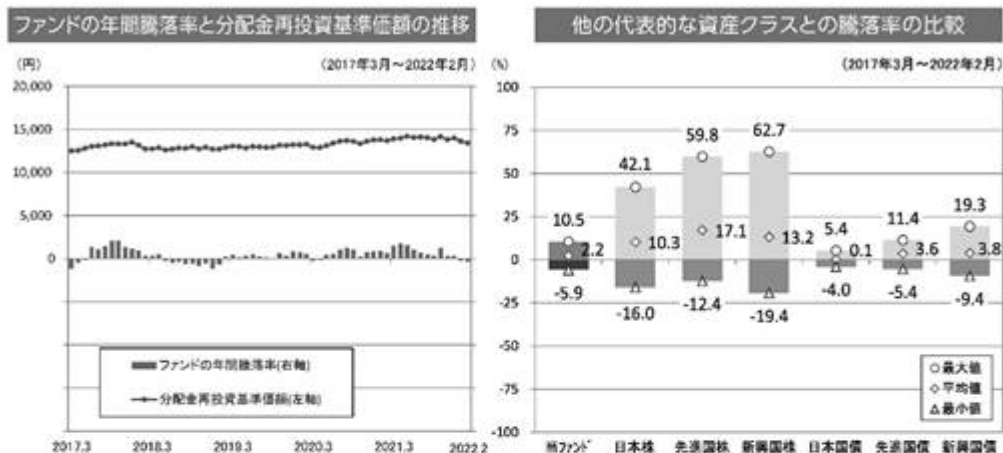 ファンドの年間騰落率と分配金再投資基準価額の推移
(円)
(2017年3月～2022年2月)
20,000
15,000
10,000
5,000
0
ファンドの年間騰落率(右軸)
分配金再投資基準価額(左軸)
2017.3
2018.3
2019.3
2020.3
2021.3
2022.2
他の代表的な資産クラスとの騰落率の比較
(%)
(2017年3月～2022年2月)
100
75
50
25
0
-25
-50
-75
-100
10.5
2.2
-5.9
42.1
10.3
-16.0
59.8
17.1
-12.4
62.7
13.2
-19.4
5.4
0.1
-4.0
11.4
3.6
-5.4
19.3
3.8
-9.4
最大値
平均値
最小値
当ファンド
日本株
先進国株
新興国株
日本国債
先進国債
新興国債